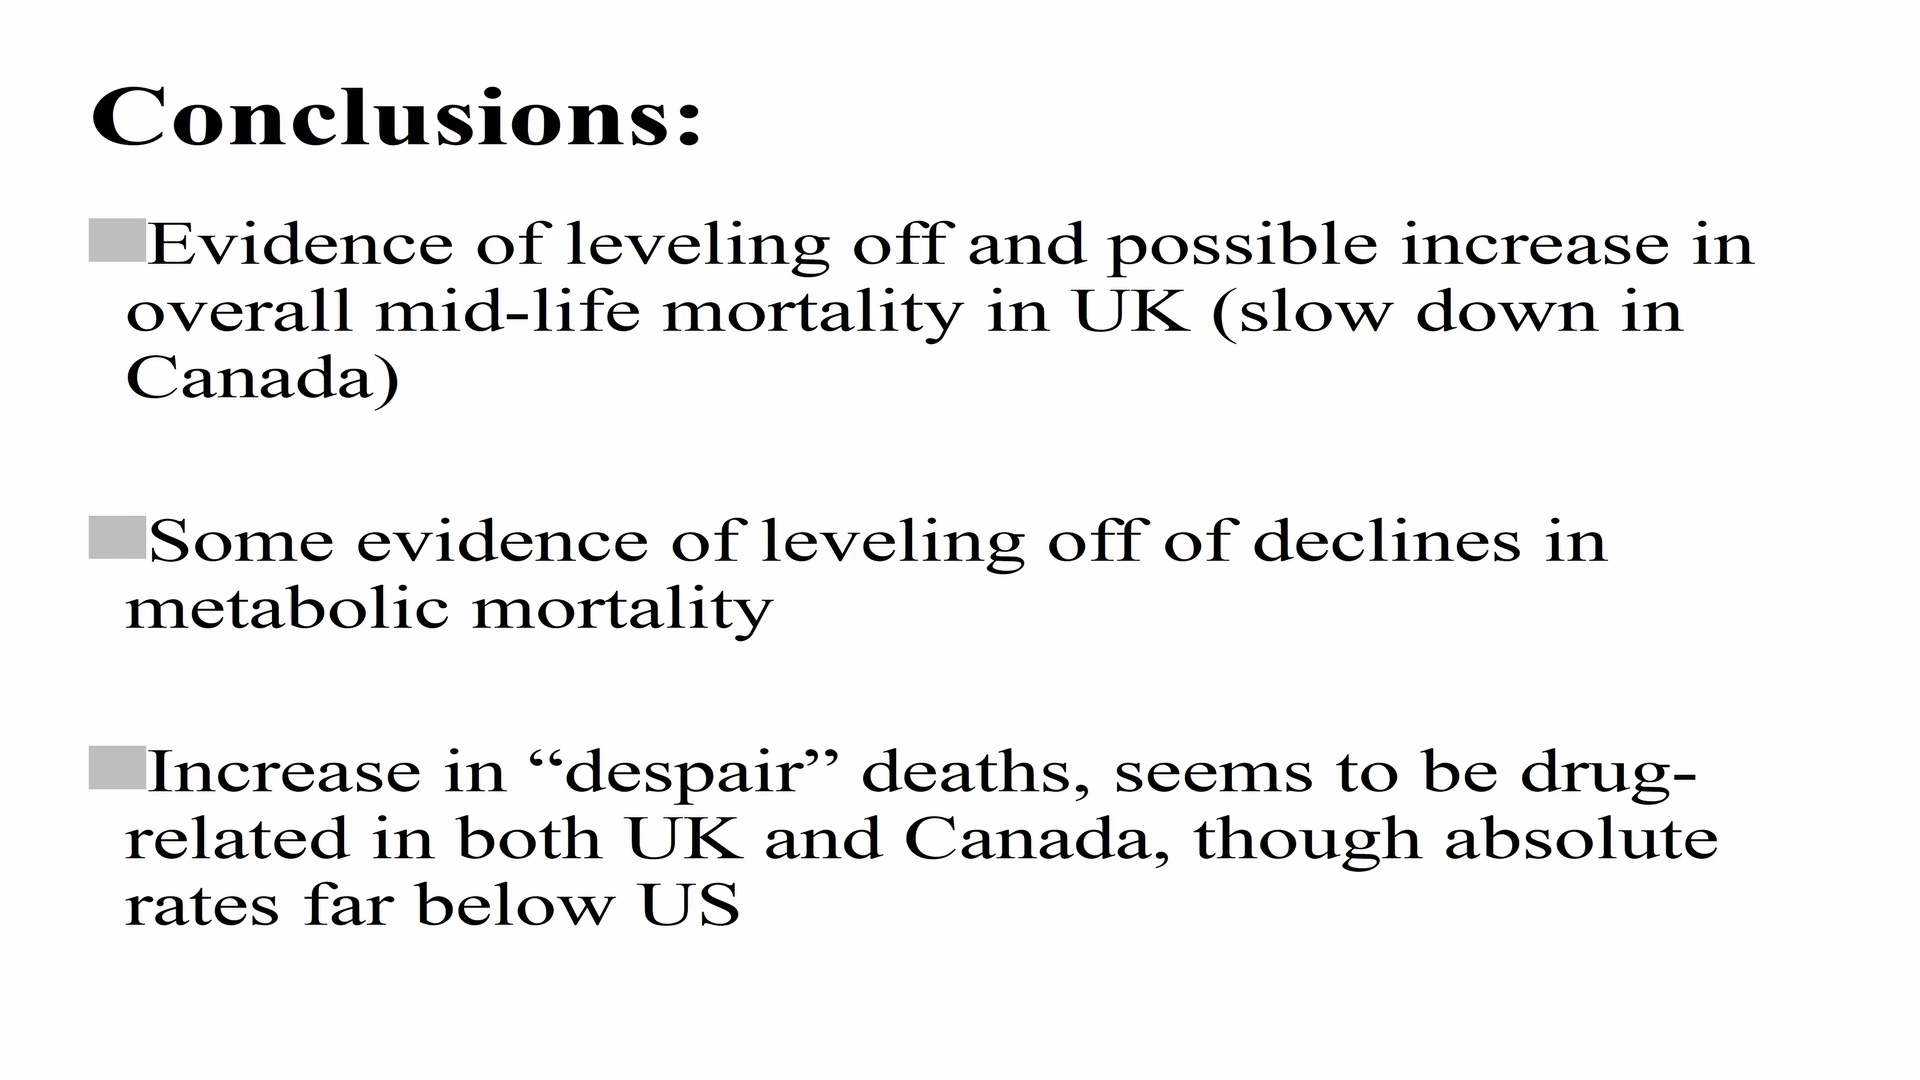 Conclusions:
Evidence of leveling off and possible increase in
overall mid-life mortality in UK (slow down in
Canada)
Some evidence of leveling off of declines in
metabolic mortality
Increase in “despair” deaths, seems to be drug-
related in both UK and Canada, though absolute
rates far below US